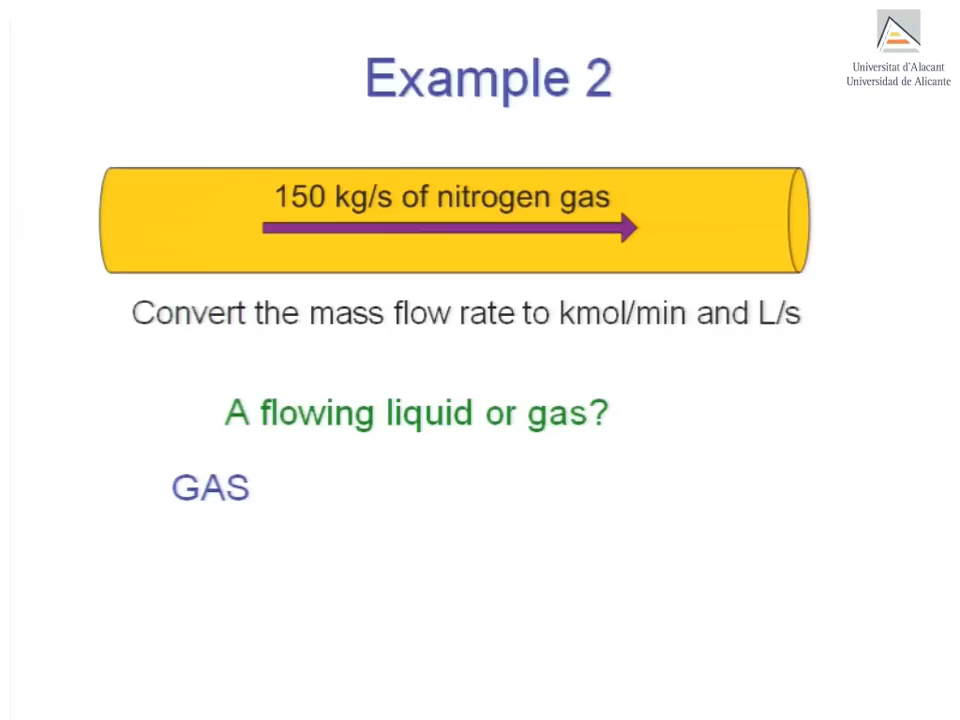 Universitat d'Alacant
Universidad de Alicante
Example 2
150 kg/s of nitrogen gas
Convert the mass flow rate to kmol/min and L/s
A flowing liquid or gas?
GAS